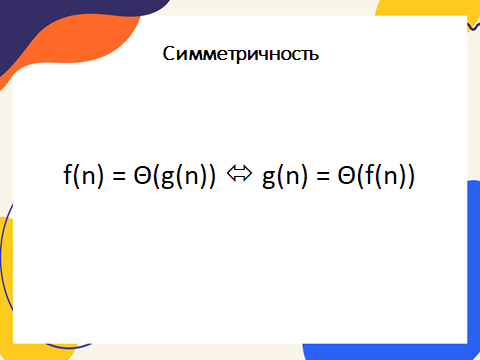 Симметричность
f(n) = Θ(g(n)) ⬄ g(n) = Θ(f(n))